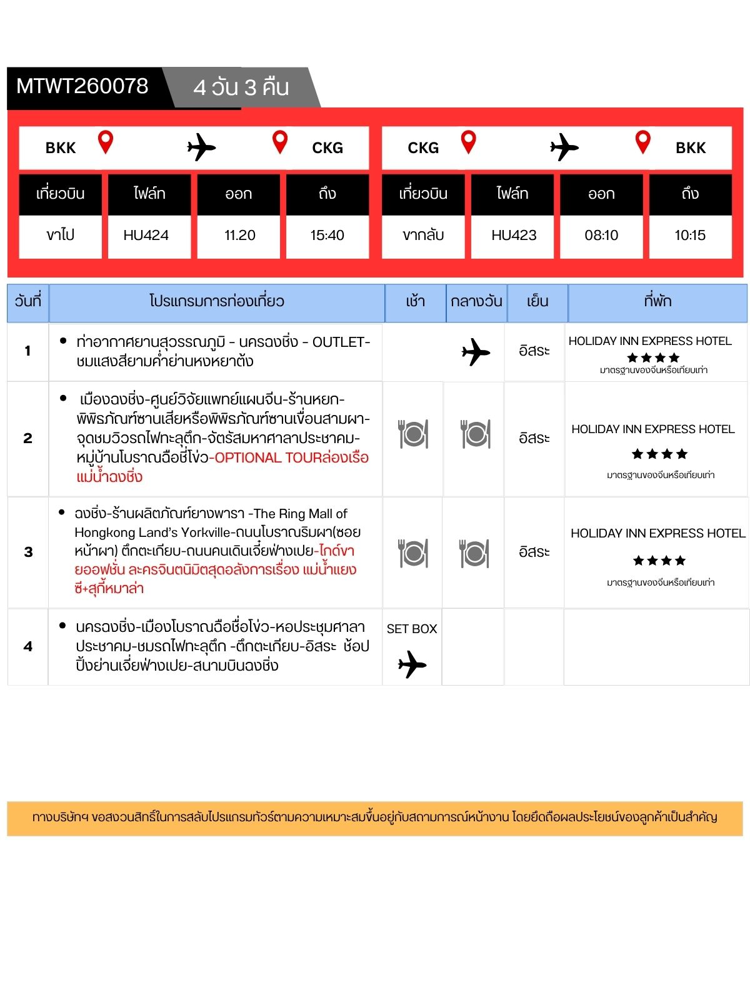 MTWT260078
4 วัน 3 คืน
BKK CKG
CKG BKK
เที่ยวบิน ไฟล์ท ออก ถึง
เที่ยวบิน ไฟล์ท ออก ถึง
ขาไป HU424 11.20 15:40
ขากลับ HU423 08:10 10:15
วันที่ โปรแกรมการท่องเที่ยว เช้า กลางวัน เย็น ที่พัก
1
• ท่าอากาศยานสุวรรณภูมิ - นครฉงชิ่ง - OUTLET-
ชมแสงสียามค่ำย่านหงหยาต้ง
อิสระ
HOLIDAY INN EXPRESS HOTEL
★★★★
มาตรฐานของจีนหรือเทียบเท่า
2
• เมืองฉงชิ่ง-ศูนย์วิจัยแพทย์แผนจีน-ร้านหยก-
พิพิธภัณฑ์ซานเสียหรือพิพิธภัณฑ์ซานเขื่อนสามผา-
จุดชมวิวรถไฟทะลุตึก-จัตรัสมหาศาลาประชาคม-
หมู่บ้านโบราณฉือชี่โข่ว-OPTIONAL TOURล่องเรือ
แม่น้ำฉงชิ่ง
อิสระ
HOLIDAY INN EXPRESS HOTEL
★★★★
มาตรฐานของจีนหรือเทียบเท่า
3
• ฉงชิ่ง-ร้านผลิตภัณฑ์ยางพารา -The Ring Mall of
Hongkong Land's Yorkville-ถนนโบราณริมผา(ซอย
หน้าผา) ตึกตะเกียบ-ถนนคนเดินเจี๋ยฟ่างเปย-ไกด์ขา
ยออฟชั่น ละครจินตนิมิตสุดอลังการเรื่อง แม่น้ำแยง
ซี+สุกี้หมาล่า
อิสระ
HOLIDAY INN EXPRESS HOTEL
★★★★
มาตรฐานของจีนหรือเทียบเท่า
4
• นครฉงชิ่ง-เมืองโบราณฉือชื่อโข่ว-หอประชุมศาลา
ประชาคม-ชมรถไฟทะลุตึก -ตึกตะเกียบ-อิสระ ช้อป
ปิ้งย่านเจี่ยฟ่างเปย-สนามบินฉงชิ่ง
SET BOX
ทางบริษัทฯ ขอสงวนสิทธิ์ในการสลับโปรแกรมทัวร์ตามความเหมาะสมขึ้นอยู่กับสถามการณ์หน้างาน โดยยึดถือผลประโยชน์ของลูกค้าเป็นสำคัญ